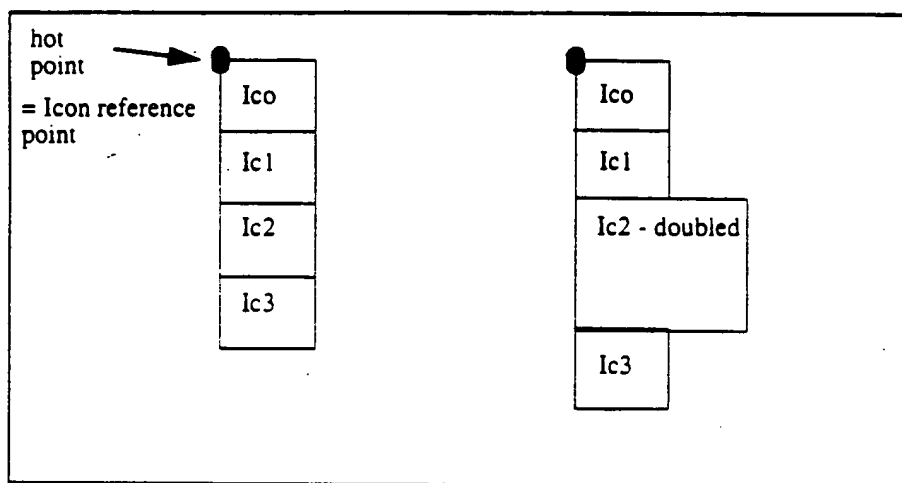 hot
point
= Icon reference
point
Ico
Ic1
Ic2
Ic3
Ico
Ic1
Ic2 - doubled
Ic3